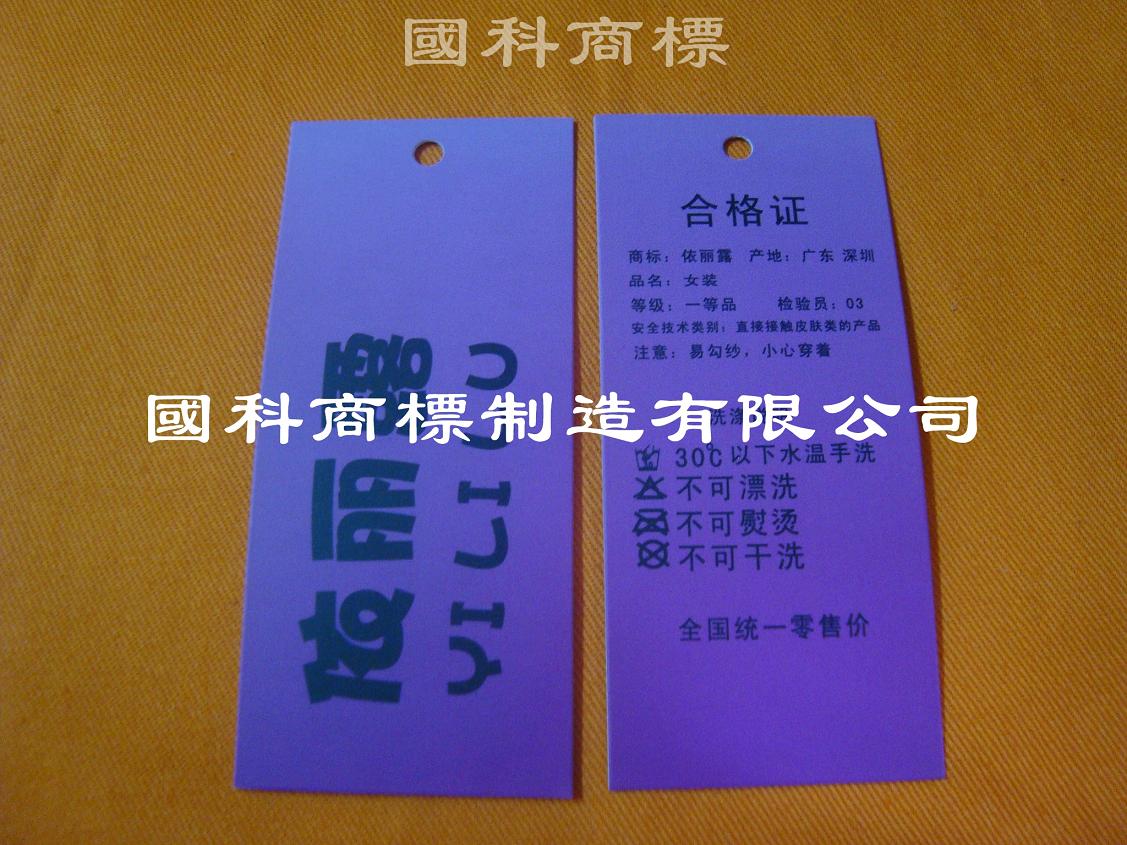 國科商標
依丽露
YILI
合格证
商标：依丽露 产地：广东 深圳
品名：女装
等级：一等品 检验员：03
安全技术类别：直接接触皮肤类的产品
注意：易勾纱，小心穿着
國科商標制造有限公司
洗涤
30℃以下水温手洗
不可漂洗
不可熨烫
不可干洗
全国统一零售价